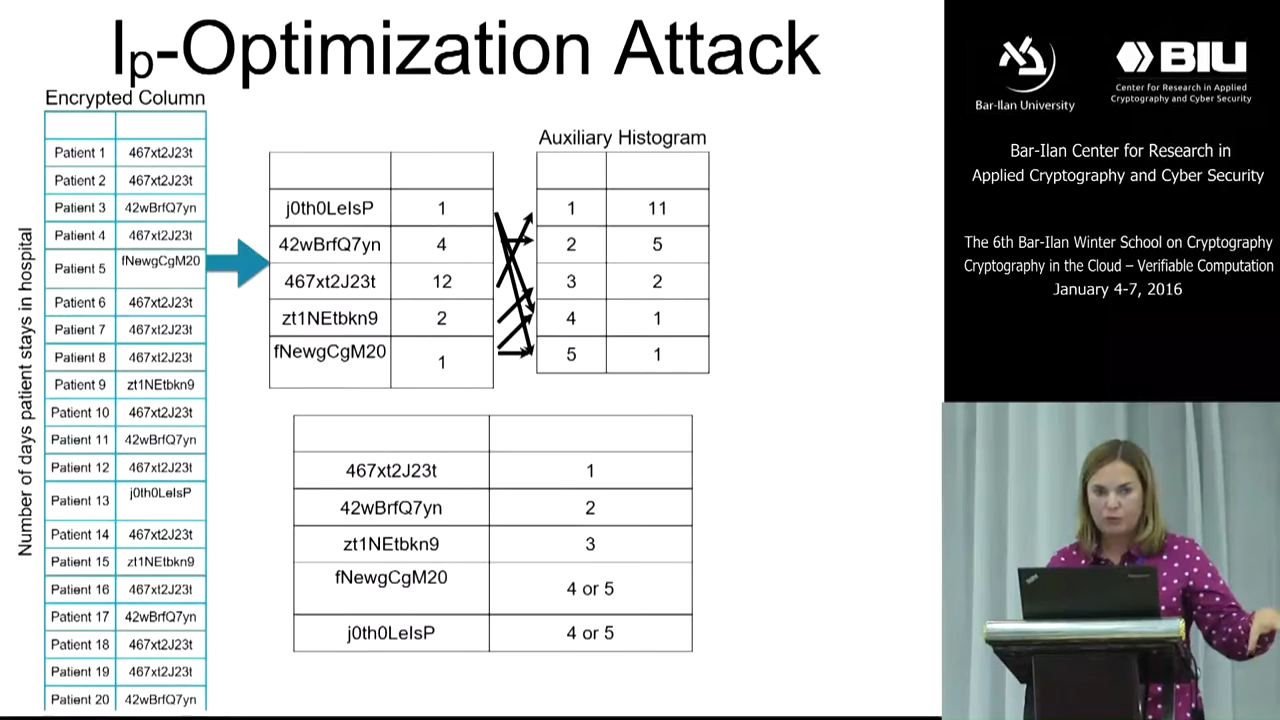 lp-Optimization Attack
Encrypted Column
Number of days patient stays in hospital
Patient 1 467xt2J23t
Patient 2 467xt2J23t
Patient 3 42wBrfQ7yn
Patient 4 467xt2J23t
Patient 5 fNewgCgM20
Patient 6 467xt2J23t
Patient 7 467xt2J23t
Patient 8 467xt2J23t
Patient 9 zt1NEtbkn9
Patient 10 467xt2J23t
Patient 11 42wBrfQ7yn
Patient 12 467xt2J23t
Patient 13 j0th0LeIsP
Patient 14 467xt2J23t
Patient 15 zt1NEtbkn9
Patient 16 467xt2J23t
Patient 17 42wBrfQ7yn
Patient 18 467xt2J23t
Patient 19 467xt2J23t
Patient 20 42wBrfQ7yn
j0th0LeIsP 1
42wBrfQ7yn 4
467xt2J23t 12
zt1NEtbkn9 2
fNewgCgM20 1
Auxiliary Histogram
1 11
2 5
3 2
4 1
5 1
467xt2J23t 1
42wBrfQ7yn 2
zt1NEtbkn9 3
fNewgCgM20 4 or 5
j0th0LeIsP 4 or 5
Bar-Ilan University
BIU
Center for Research in Applied
Cryptography and Cyber Security
Bar-Ilan Center for Research in
Applied Cryptography and Cyber Security
The 6th Bar-Ilan Winter School on Cryptography
Cryptography in the Cloud – Verifiable Computation
January 4-7, 2016